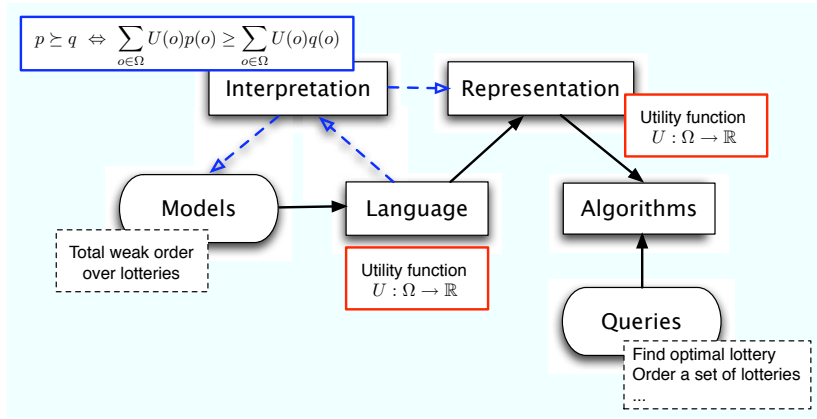 p ⪰ q ⇔ ∑_{o∈Ω} U(o)p(o) ≥ ∑_{o∈Ω} U(o)q(o)
Interpretation
Representation
Utility function
U : Ω → ℝ
Models
Language
Algorithms
Total weak order
over lotteries
Utility function
U : Ω → ℝ
Queries
Find optimal lottery
Order a set of lotteries
...